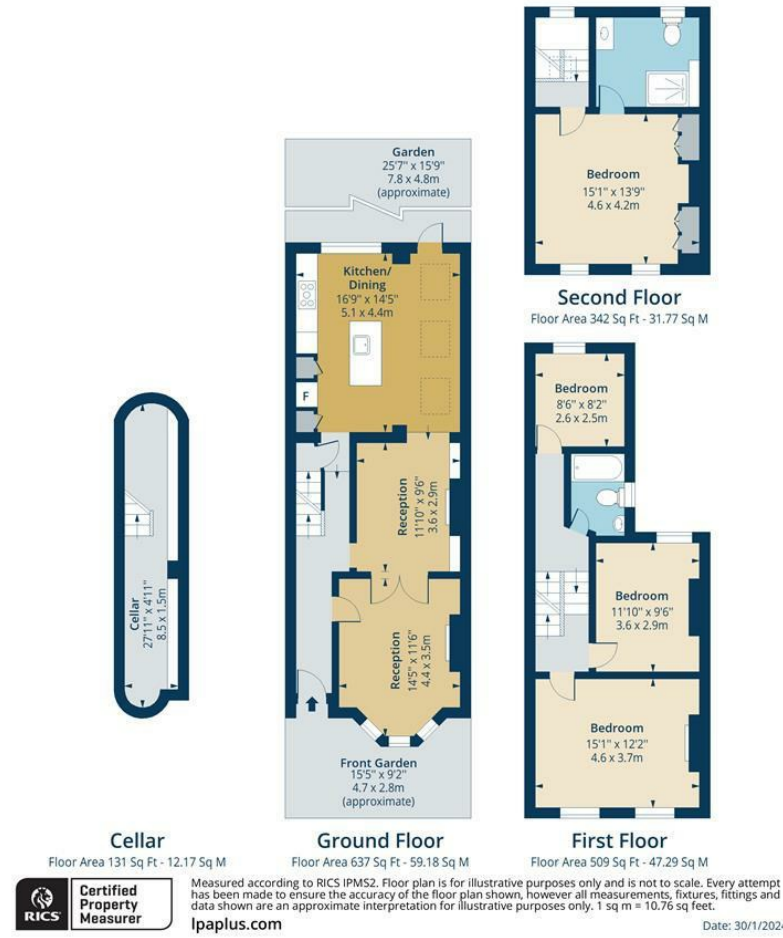 Garden
25'7" x 15'9"
7.8 x 4.8m
(approximate)
Kitchen/
Dining
16'9" x 14'5"
5.1 x 4.4m
F
Reception
11'10" x 9'6"
3.6 x 2.9m
Reception
14'5" x 11'6"
4.4 x 3.5m
Front Garden
15'5" x 9'2"
4.7 x 2.8m
(approximate)
Bedroom
15'1" x 13'9"
4.6 x 4.2m
Second Floor
Floor Area 342 Sq Ft - 31.77 Sq M
Bedroom
8'6" x 8'2"
2.6 x 2.5m
Bedroom
11'10" x 9'6"
3.6 x 2.9m
Bedroom
15'1" x 12'2"
4.6 x 3.7m
Cellar
27'11" x 4'11"
8.5 x 1.5m
Cellar
Floor Area 131 Sq Ft - 12.17 Sq M
Ground Floor
Floor Area 637 Sq Ft - 59.18 Sq M
First Floor
Floor Area 509 Sq Ft - 47.29 Sq M
RICS
Certified
Property
Measurer
Measured according to RICS IPMS2. Floor plan is for illustrative purposes only and is not to scale. Every attempt
has been made to ensure the accuracy of the floor plan shown, however all measurements, fixtures, fittings and
data shown are an approximate interpretation for illustrative purposes only. 1 sq m = 10.76 sq feet.
lpaplus.com
Date: 30/1/2024